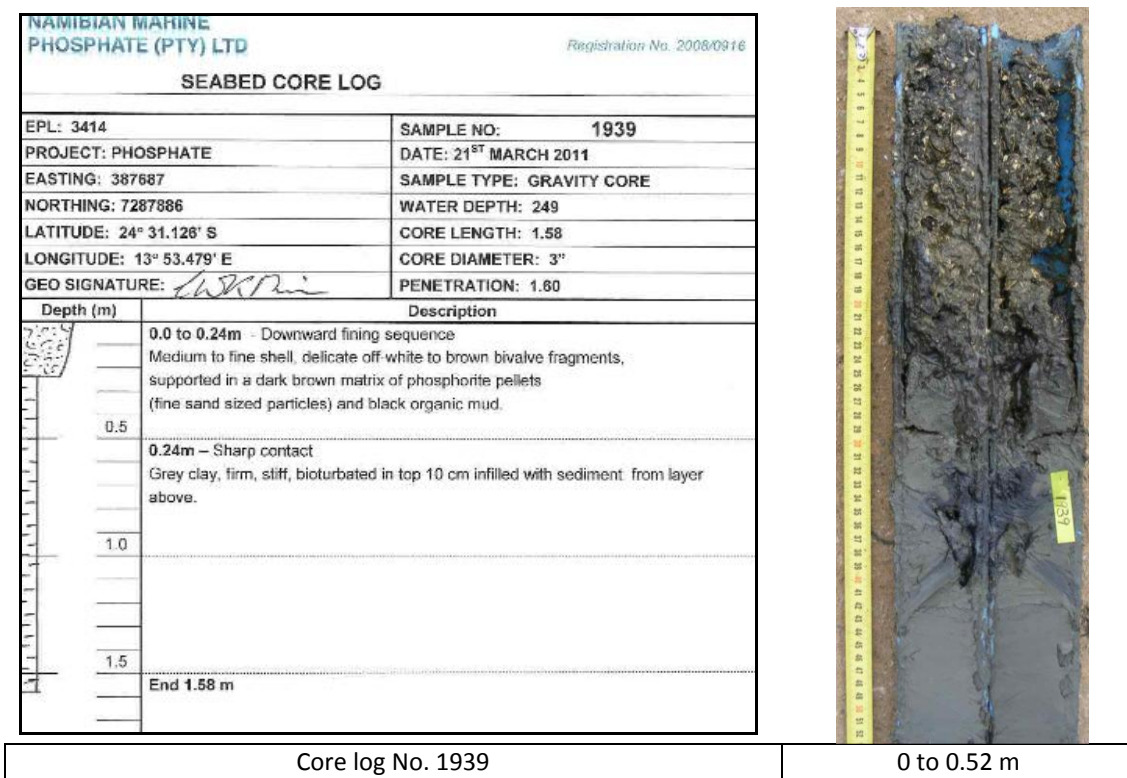 NAMIBIAN MARINE
PHOSPHATE (PTY) LTD
Registration No. 2008/0916
SEABED CORE LOG
EPL: 3414
SAMPLE NO: 1939
PROJECT: PHOSPHATE
DATE: 21ST MARCH 2011
EASTING: 387687
SAMPLE TYPE: GRAVITY CORE
NORTHING: 7287886
WATER DEPTH: 249
LATITUDE: 24° 31.126' S
CORE LENGTH: 1.58
LONGITUDE: 13° 53.479' E
CORE DIAMETER: 3"
GEO SIGNATURE:
PENETRATION: 1.60
Depth (m)
Description
0.0 to 0.24m - Downward fining sequence
Medium to fine shell, delicate off-white to brown bivalve fragments,
supported in a dark brown matrix of phosphorite pellets
(fine sand sized particles) and black organic mud.
0.5
0.24m – Sharp contact
Grey clay, firm, stiff, bioturbated in top 10 cm infilled with sediment from layer
above.
1.0
1.5
End 1.58 m
1939
Core log No. 1939
0 to 0.52 m